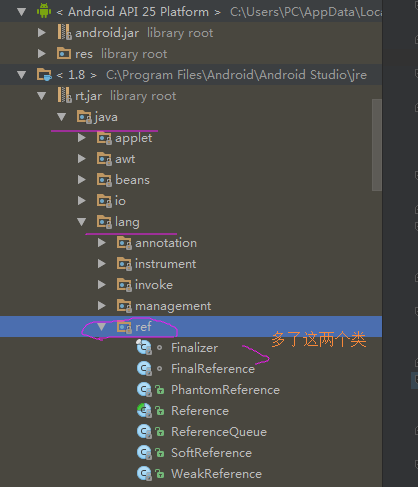 < Android API 25 Platform > C:\Users\PC\AppData\Loca
android.jar library root
res
< 1.8 > C:\Program Files\Android\Android Studio\jre
rt.jar library root
java
applet
awt
beans
io
lang
annotation
instrument
invoke
management
ref
多了这两个类
Finalizer
FinalReference
PhantomReference
Reference
ReferenceQueue
SoftReference
WeakReference